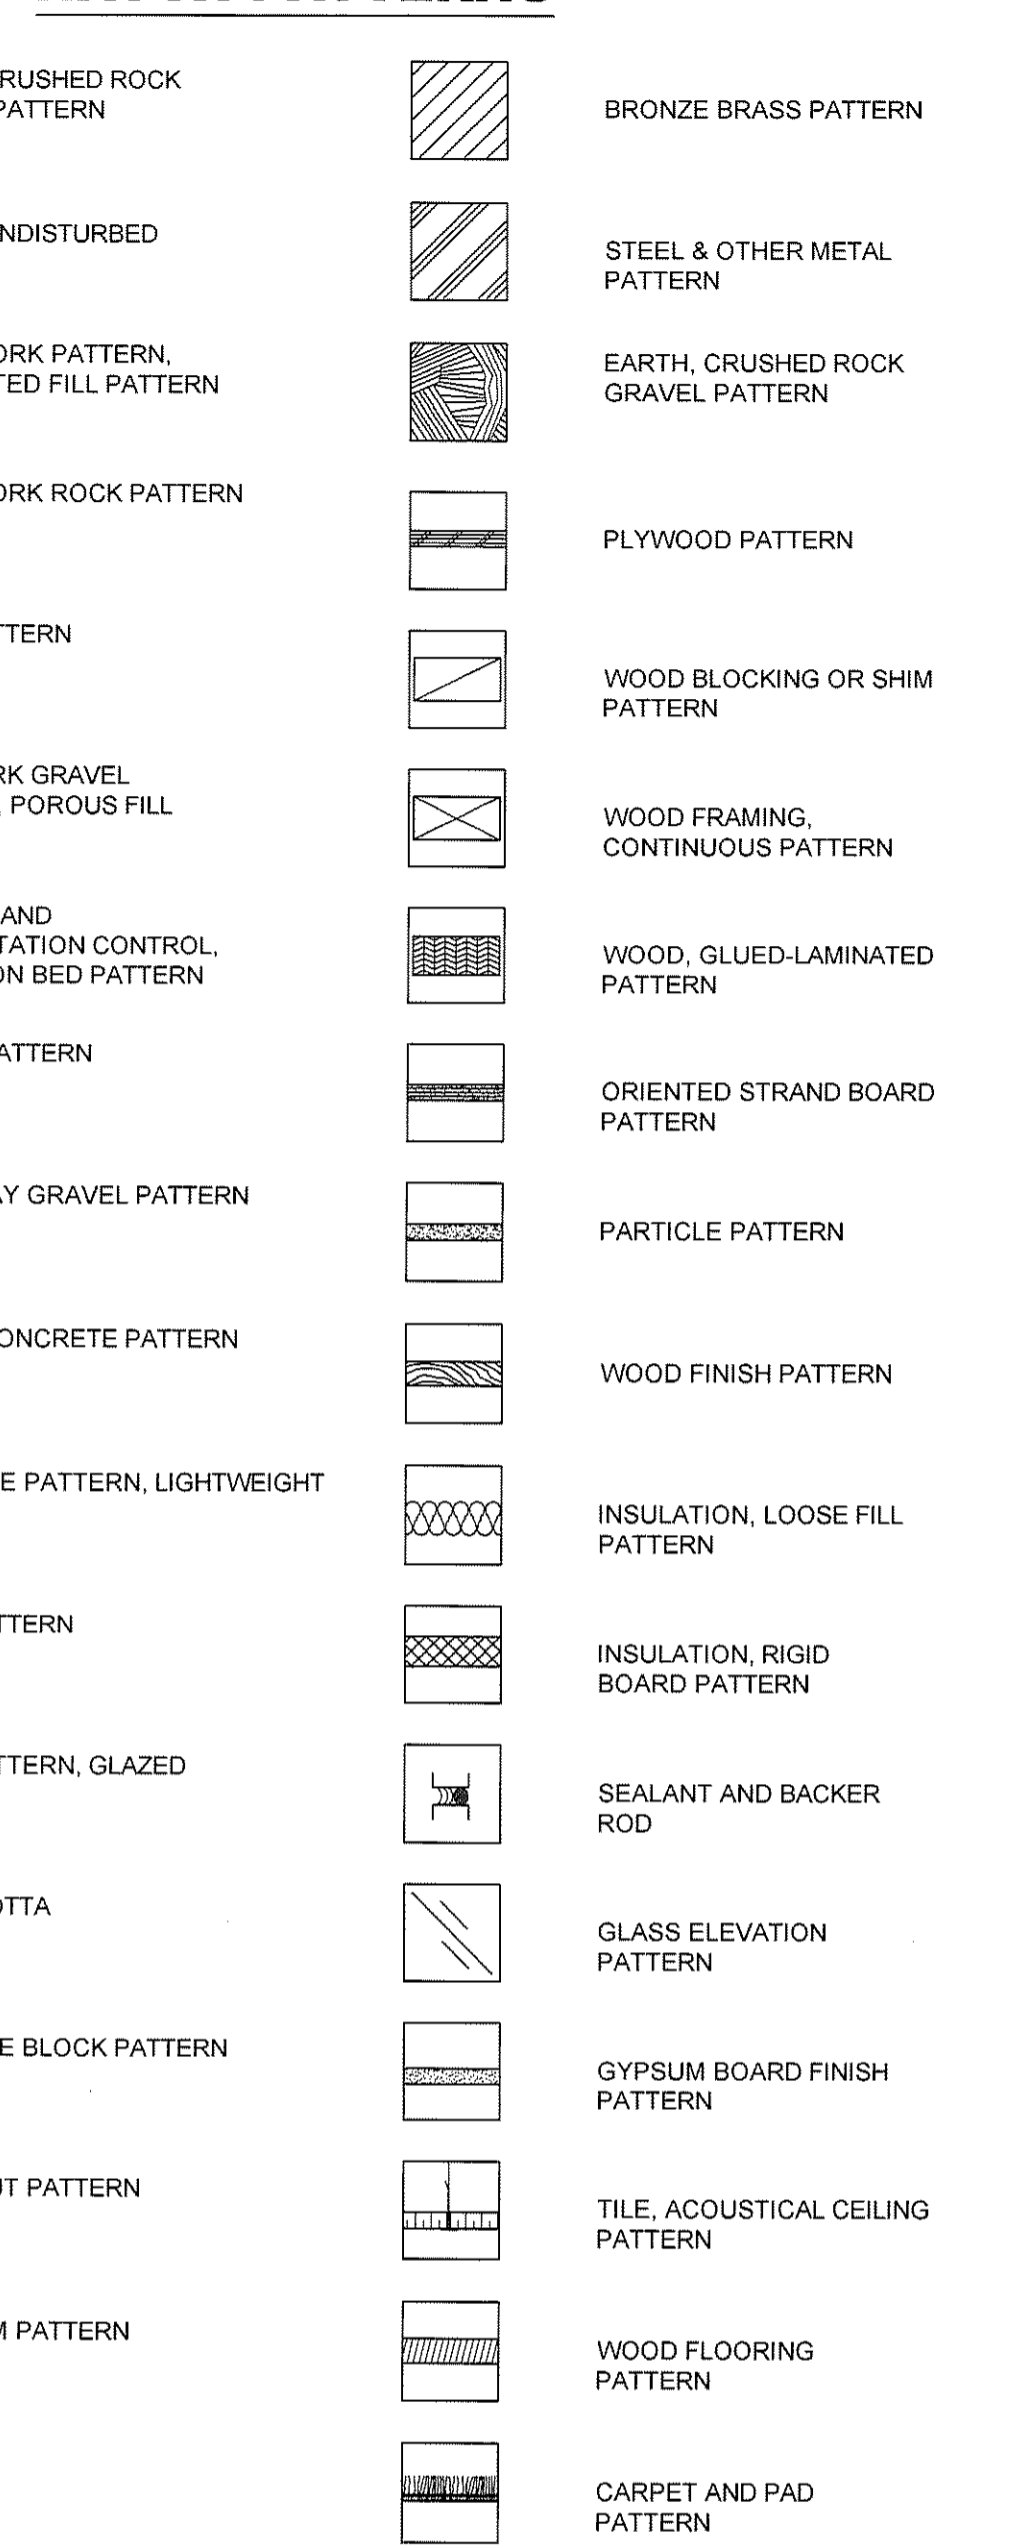 RUSHED ROCK
PATTERN
NDISTURBED
ORK PATTERN,
TED FILL PATTERN
ORK ROCK PATTERN
TTERN
RK GRAVEL
, POROUS FILL
AND
TATION CONTROL,
ON BED PATTERN
ATTERN
AY GRAVEL PATTERN
ONCRETE PATTERN
E PATTERN, LIGHTWEIGHT
TTERN
TTERN, GLAZED
OTTA
E BLOCK PATTERN
UT PATTERN
M PATTERN
BRONZE BRASS PATTERN
STEEL & OTHER METAL
PATTERN
EARTH, CRUSHED ROCK
GRAVEL PATTERN
PLYWOOD PATTERN
WOOD BLOCKING OR SHIM
PATTERN
WOOD FRAMING,
CONTINUOUS PATTERN
WOOD, GLUED-LAMINATED
PATTERN
ORIENTED STRAND BOARD
PATTERN
PARTICLE PATTERN
WOOD FINISH PATTERN
INSULATION, LOOSE FILL
PATTERN
INSULATION, RIGID
BOARD PATTERN
SEALANT AND BACKER
ROD
GLASS ELEVATION
PATTERN
GYPSUM BOARD FINISH
PATTERN
TILE, ACOUSTICAL CEILING
PATTERN
WOOD FLOORING
PATTERN
CARPET AND PAD
PATTERN